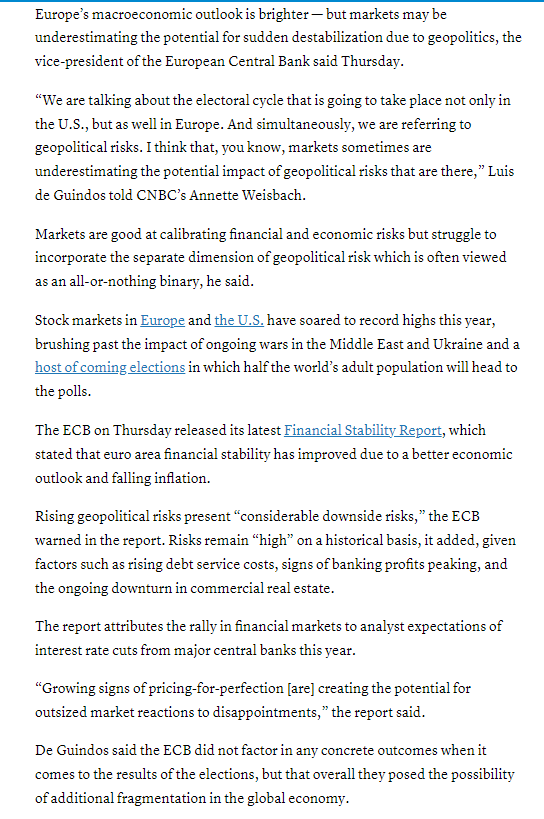 Europe’s macroeconomic outlook is brighter — but markets may be
underestimating the potential for sudden destabilization due to geopolitics, the
vice-president of the European Central Bank said Thursday.
“We are talking about the electoral cycle that is going to take place not only in
the U.S., but as well in Europe. And simultaneously, we are referring to
geopolitical risks. I think that, you know, markets sometimes are
underestimating the potential impact of geopolitical risks that are there,” Luis
de Guindos told CNBC’s Annette Weisbach.
Markets are good at calibrating financial and economic risks but struggle to
incorporate the separate dimension of geopolitical risk which is often viewed
as an all-or-nothing binary, he said.
Stock markets in Europe and the U.S. have soared to record highs this year,
brushing past the impact of ongoing wars in the Middle East and Ukraine and a
host of coming elections in which half the world’s adult population will head to
the polls.
The ECB on Thursday released its latest Financial Stability Report, which
stated that euro area financial stability has improved due to a better economic
outlook and falling inflation.
Rising geopolitical risks present “considerable downside risks,” the ECB
warned in the report. Risks remain “high” on a historical basis, it added, given
factors such as rising debt service costs, signs of banking profits peaking, and
the ongoing downturn in commercial real estate.
The report attributes the rally in financial markets to analyst expectations of
interest rate cuts from major central banks this year.
“Growing signs of pricing-for-perfection [are] creating the potential for
outsized market reactions to disappointments,” the report said.
De Guindos said the ECB did not factor in any concrete outcomes when it
comes to the results of the elections, but that overall they posed the possibility
of additional fragmentation in the global economy.